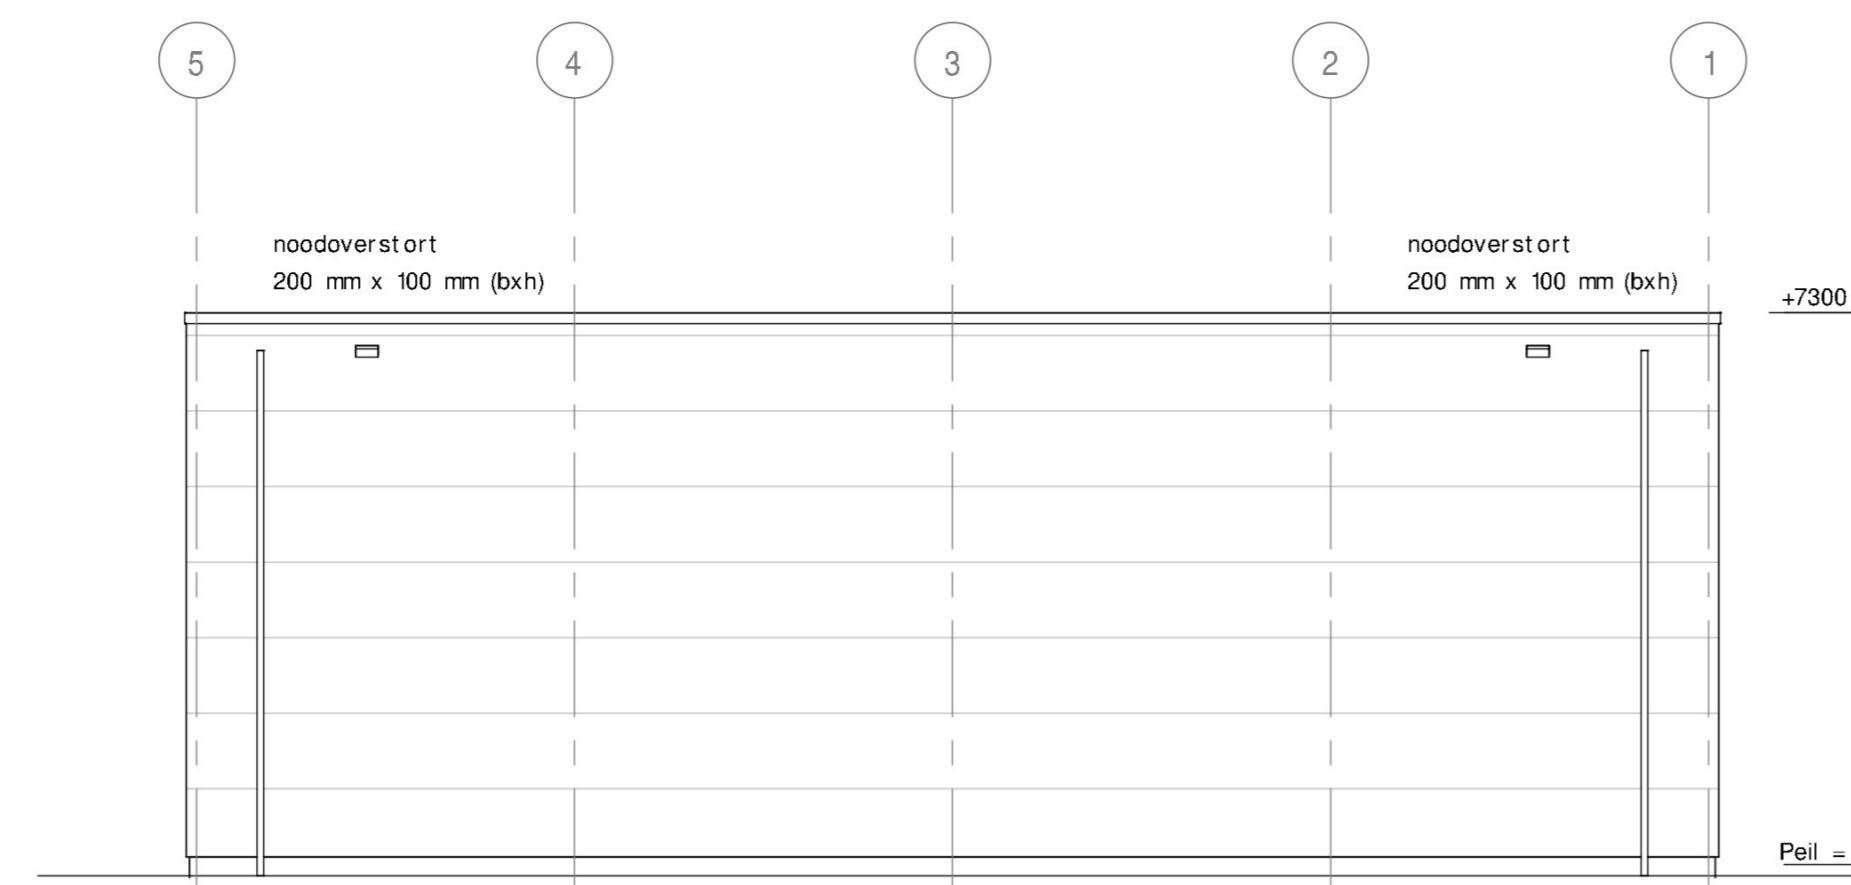 5 4 3 2 1
noodoverstort noodoverstort
200 mm x 100 mm (bxh) 200 mm x 100 mm (bxh)
+7300
Peil =